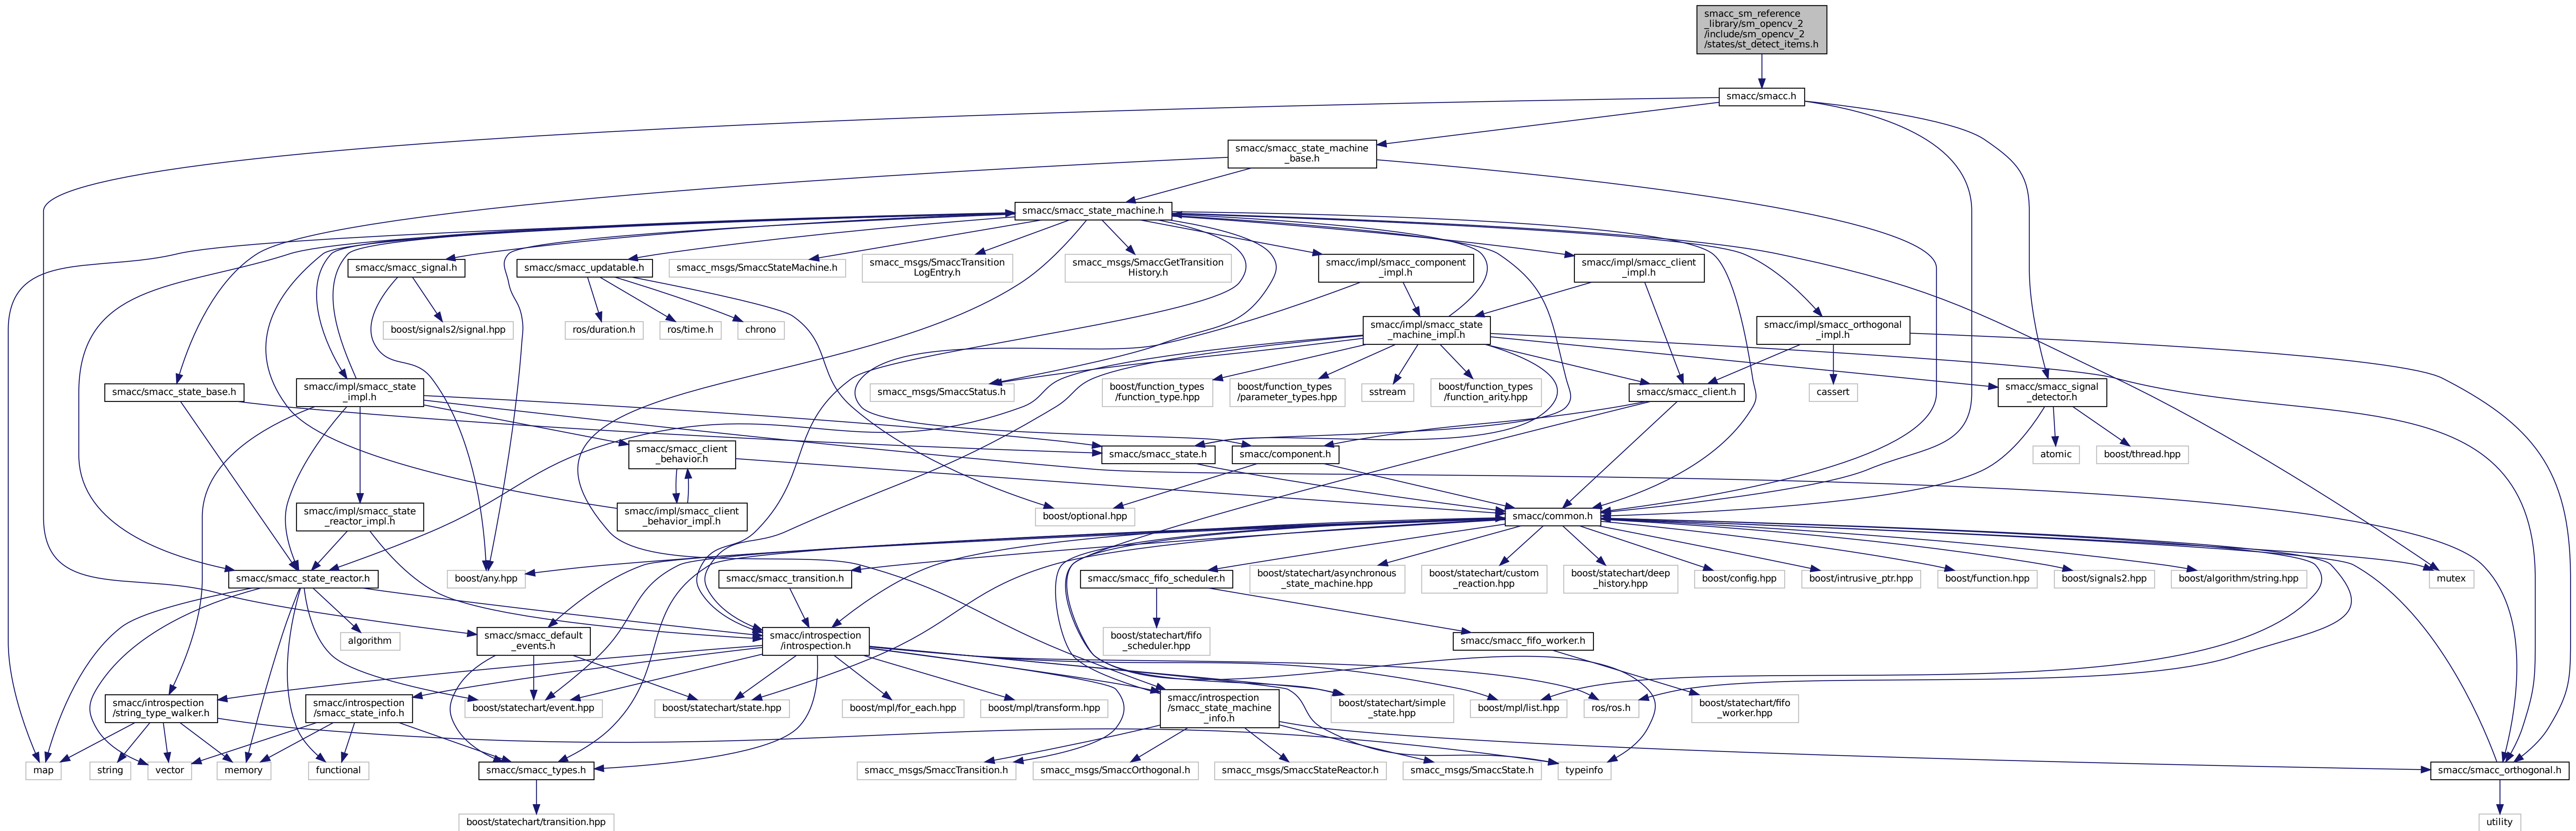 smacc_sm_reference
_library/sm_opencv_2
/include/sm_opencv_2
/states/st_detect_items.h
smacc/smacc.h
smacc/smacc_state_machine
_base.h
smacc/smacc_state_machine.h
smacc/smacc_signal.h
smacc/smacc_updatable.h
smacc_msgs/SmaccStateMachine.h
smacc_msgs/SmaccTransition
LogEntry.h
smacc_msgs/SmaccGetTransition
History.h
smacc/impl/smacc_component
_impl.h
smacc/impl/smacc_client
_impl.h
boost/signals2/signal.hpp
ros/duration.h
ros/time.h
chrono
smacc/impl/smacc_state
_machine_impl.h
smacc/impl/smacc_orthogonal
_impl.h
smacc/smacc_state_base.h
smacc/impl/smacc_state
_impl.h
smacc_msgs/SmaccStatus.h
boost/function_types
/function_type.hpp
boost/function_types
/parameter_types.hpp
sstream
boost/function_types
/function_arity.hpp
smacc/smacc_client.h
cassert
smacc/smacc_signal
_detector.h
smacc/smacc_client
_behavior.h
smacc/smacc_state.h
smacc/component.h
atomic
boost/thread.hpp
smacc/impl/smacc_state
_reactor_impl.h
smacc/impl/smacc_client
_behavior_impl.h
boost/optional.hpp
smacc/common.h
smacc/smacc_state_reactor.h
boost/any.hpp
smacc/smacc_transition.h
smacc/smacc_fifo_scheduler.h
boost/statechart/asynchronous
_state_machine.hpp
boost/statechart/custom
_reaction.hpp
boost/statechart/deep
_history.hpp
boost/config.hpp
boost/intrusive_ptr.hpp
boost/function.hpp
boost/signals2.hpp
boost/algorithm/string.hpp
mutex
algorithm
smacc/smacc_default
_events.h
smacc/introspection
/introspection.h
boost/statechart/fifo
_scheduler.hpp
smacc/smacc_fifo_worker.h
smacc/introspection
/string_type_walker.h
smacc/introspection
/smacc_state_info.h
boost/statechart/event.hpp
boost/statechart/state.hpp
boost/mpl/for_each.hpp
boost/mpl/transform.hpp
smacc/introspection
/smacc_state_machine
_info.h
boost/statechart/simple
_state.hpp
boost/mpl/list.hpp
ros/ros.h
boost/statechart/fifo
_worker.hpp
map
string
vector
memory
functional
smacc/smacc_types.h
smacc_msgs/SmaccTransition.h
smacc_msgs/SmaccOrthogonal.h
smacc_msgs/SmaccStateReactor.h
smacc_msgs/SmaccState.h
typeinfo
smacc/smacc_orthogonal.h
boost/statechart/transition.hpp
utility